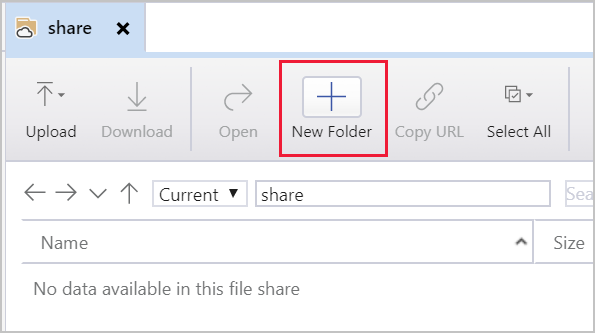 share
Upload Download Open New Folder Copy URL Select All
Current share Sea
Name Size
No data available in this file share